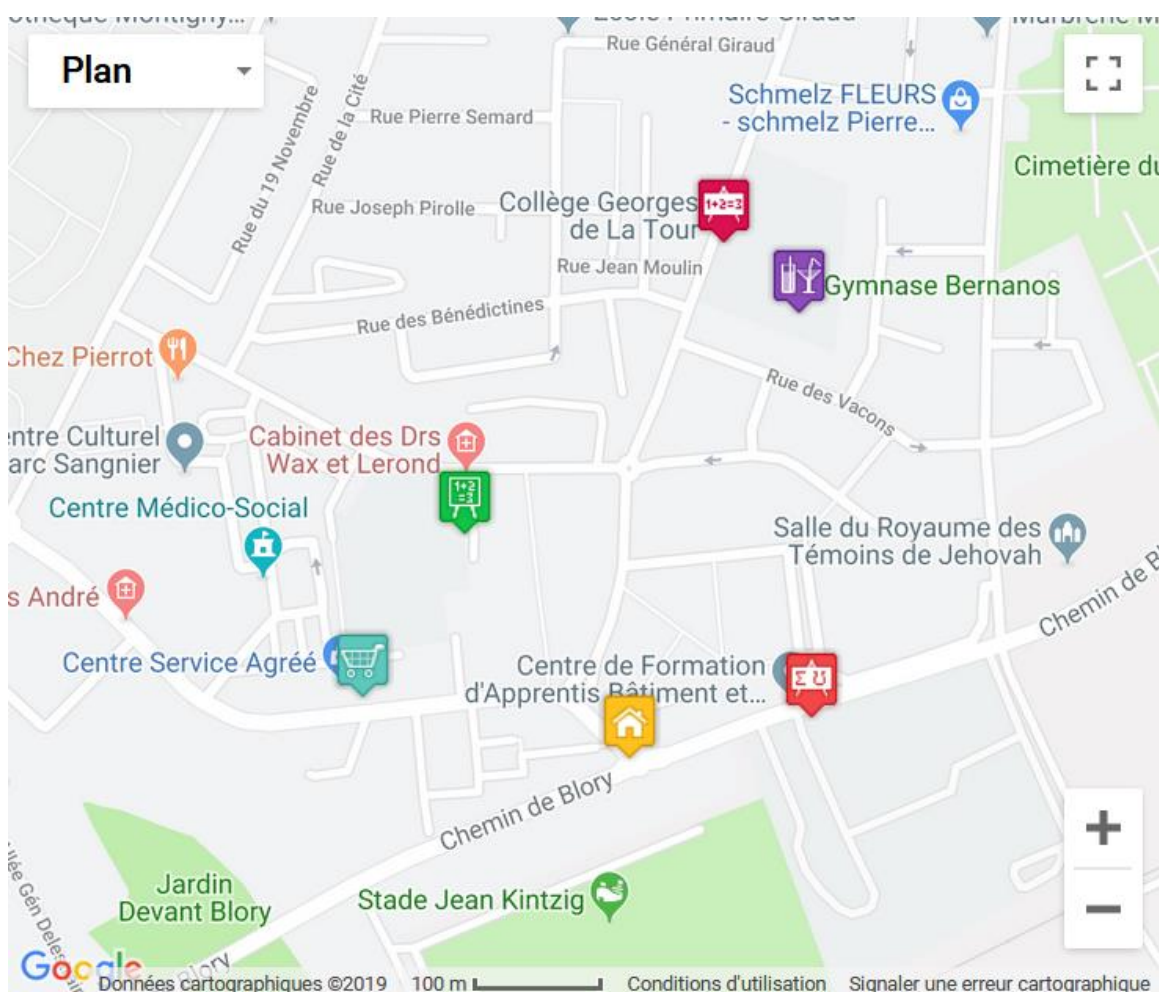 Montigny...
Rue Général Giraud
Plan
Schmelz FLEURS
- schmelz Pierre...
Rue Pierre Semard
Rue de la Cité
Rue du 19 Novembre
Cimetière du
Rue Joseph Pirolle
Collège Georges
de La Tour
1+2=3
Rue Jean Moulin
Gymnase Bernanos
Rue des Bénédictines
Chez Pierrot
Rue des Vacons
Centre Culturel
Marc Sangnier
Cabinet des Drs
Wax et Lerond
1+2
=3
Centre Médico-Social
Salle du Royaume des
Témoins de Jehovah
s André
Chemin de Bl
Centre Service Agréé
Centre de Formation
d'Apprentis Bâtiment et...
Σ Ʊ
Chemin de Blory
+
Jardin
Devant Blory
Stade Jean Kintzig
−
Blory
Google
Données cartographiques ©2019 100 m Conditions d'utilisation Signaler une erreur cartographique